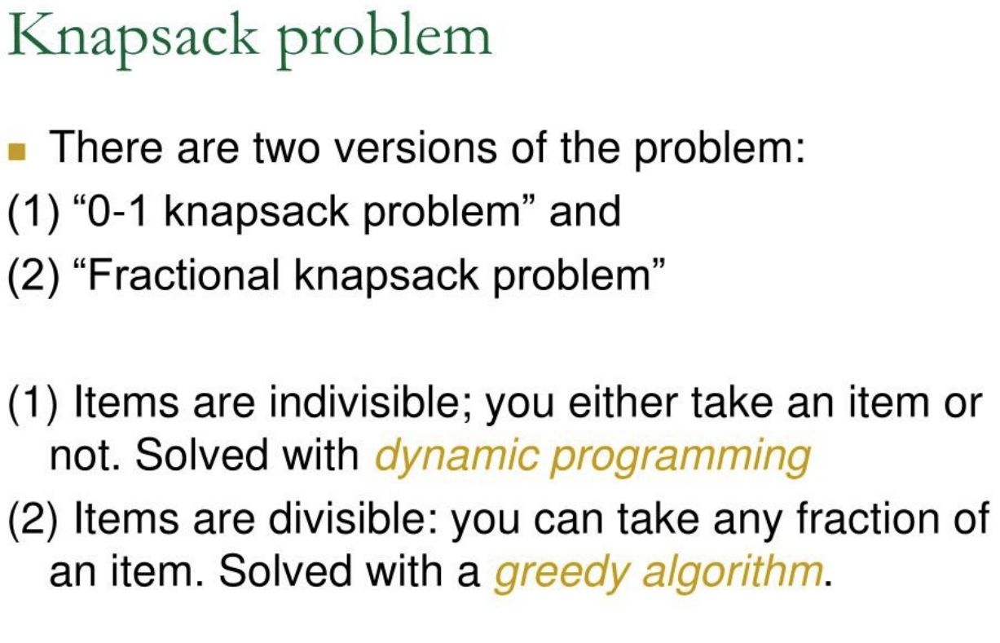 Knapsack problem
There are two versions of the problem:
(1) “0-1 knapsack problem” and
(2) “Fractional knapsack problem”
(1) Items are indivisible; you either take an item or
not. Solved with dynamic programming
(2) Items are divisible: you can take any fraction of
an item. Solved with a greedy algorithm.